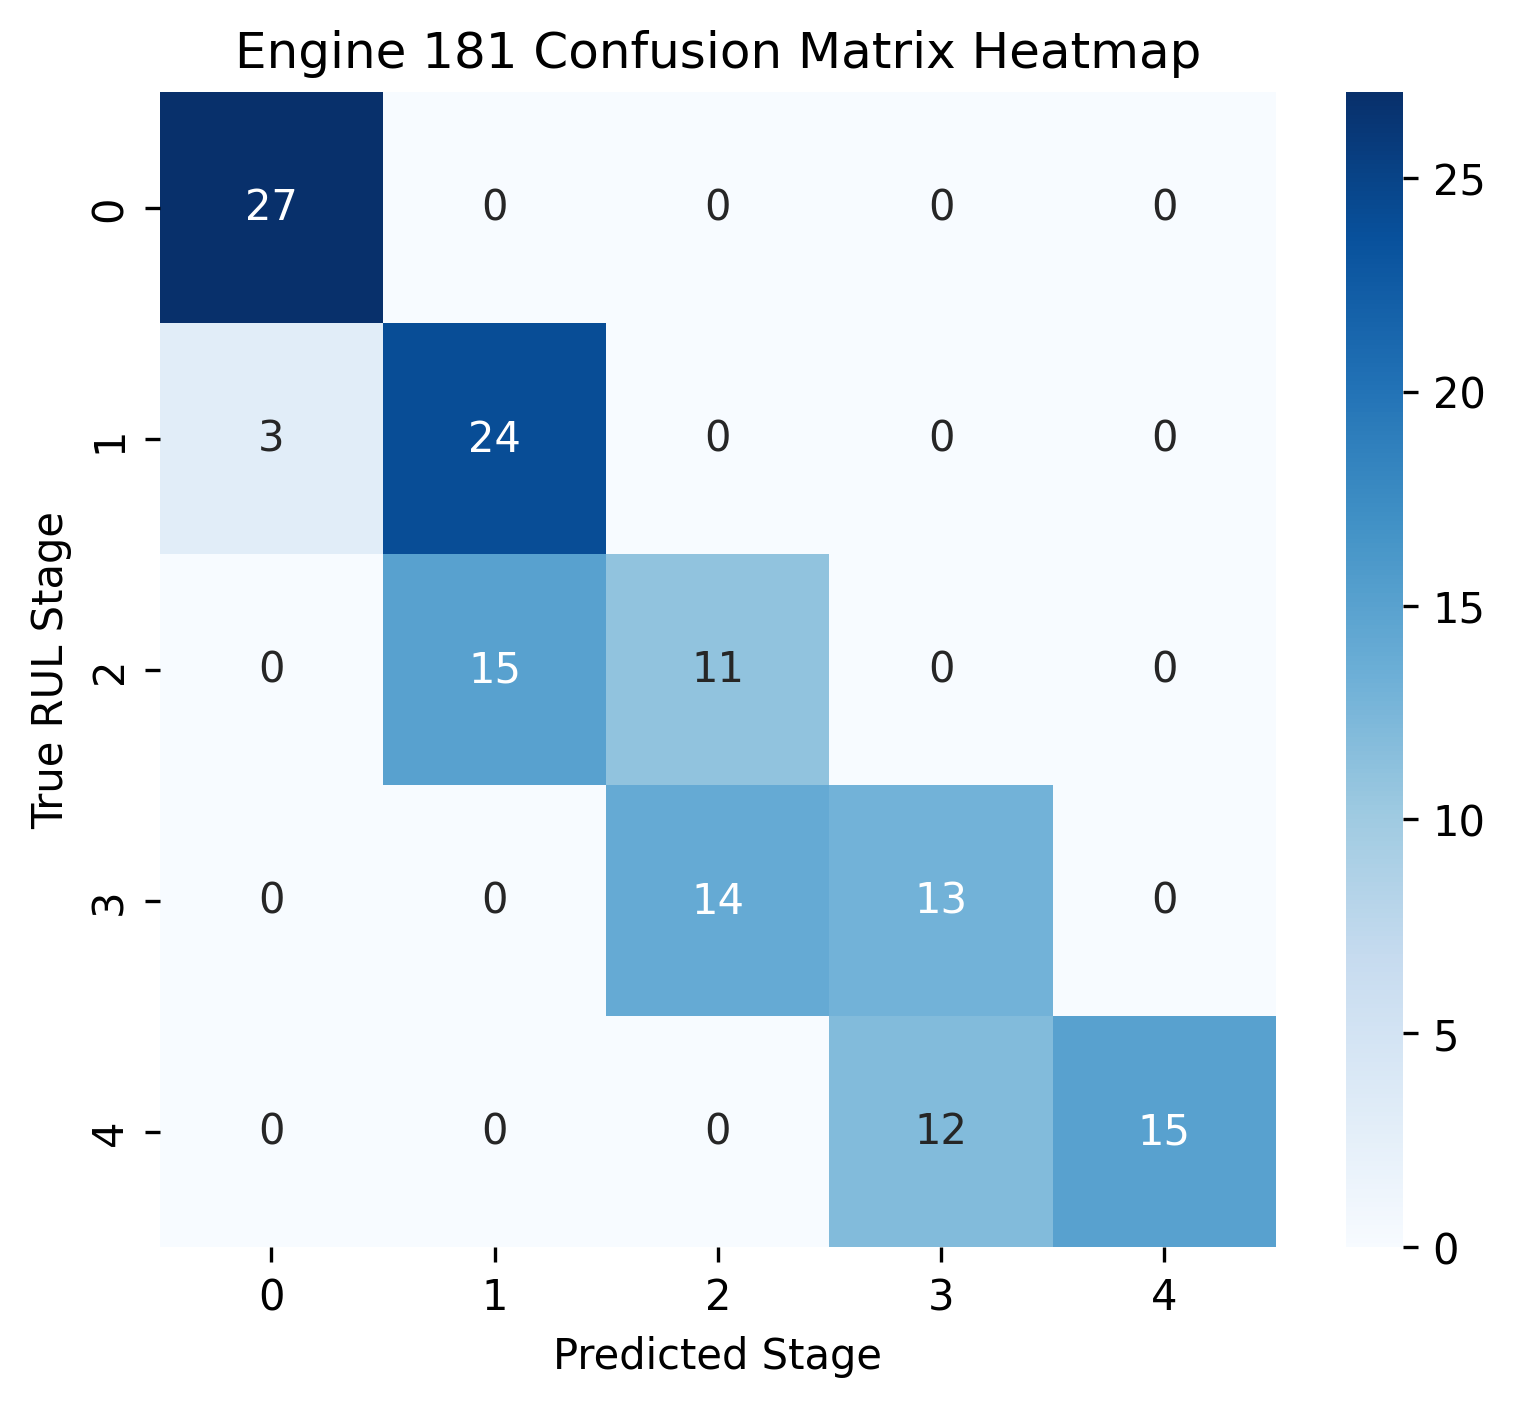 Engine 181 Confusion Matrix Heatmap
0 27 0 0 0 0
1 3 24 0 0 0
2 0 15 11 0 0
3 0 0 14 13 0
4 0 0 0 12 15
0 1 2 3 4
Predicted Stage
True RUL Stage
25
20
15
10
5
0